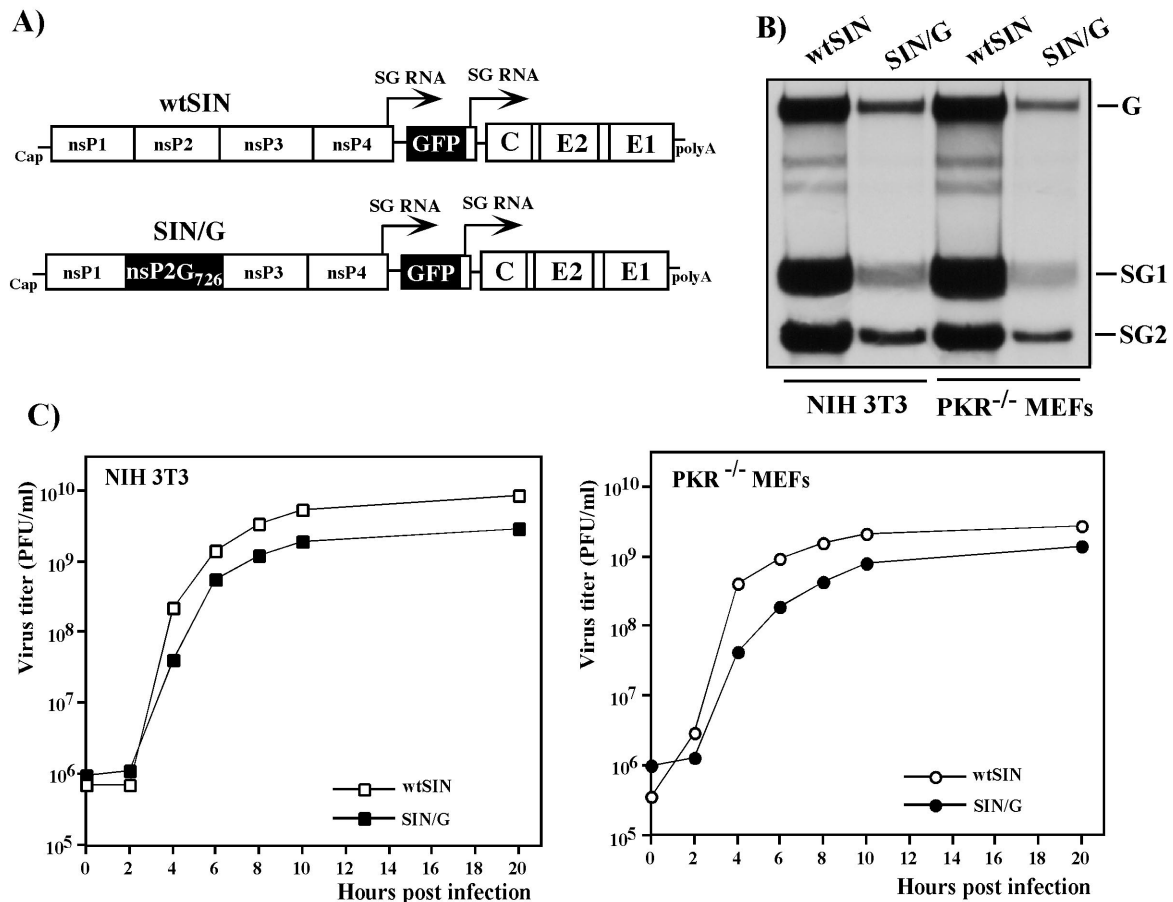 A)
wtSIN
SG RNA SG RNA
Cap nsP1 nsP2 nsP3 nsP4 GFP C E2 E1 polyA
SIN/G
SG RNA SG RNA
Cap nsP1 nsP2G726 nsP3 nsP4 GFP C E2 E1 polyA
B)
wtSIN SIN/G wtSIN SIN/G
G
SG1
SG2
NIH 3T3 PKR-/- MEFs
C)
NIH 3T3
Virus titer (PFU/ml)
10^10
10^9
10^8
10^7
10^6
10^5
wtSIN
SIN/G
0 2 4 6 8 10 12 14 16 18 20
Hours post infection
PKR -/- MEFs
Virus titer (PFU/ml)
10^10
10^9
10^8
10^7
10^6
10^5
wtSIN
SIN/G
0 2 4 6 8 10 12 14 16 18 20
Hours post infection